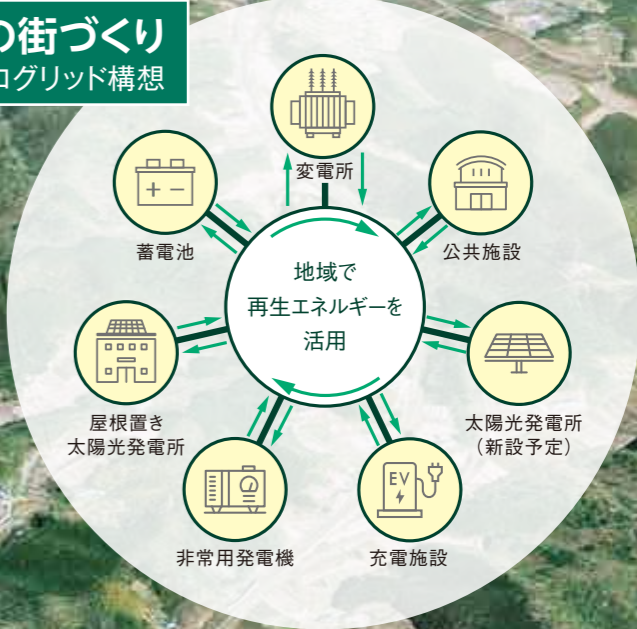 の街づくり
ログリッド構想
変電所
蓄電池
+ −
公共施設
地域で
再生エネルギーを
活用
屋根置き
太陽光発電所
太陽光発電所
(新設予定)
非常用発電機
EV
充電施設